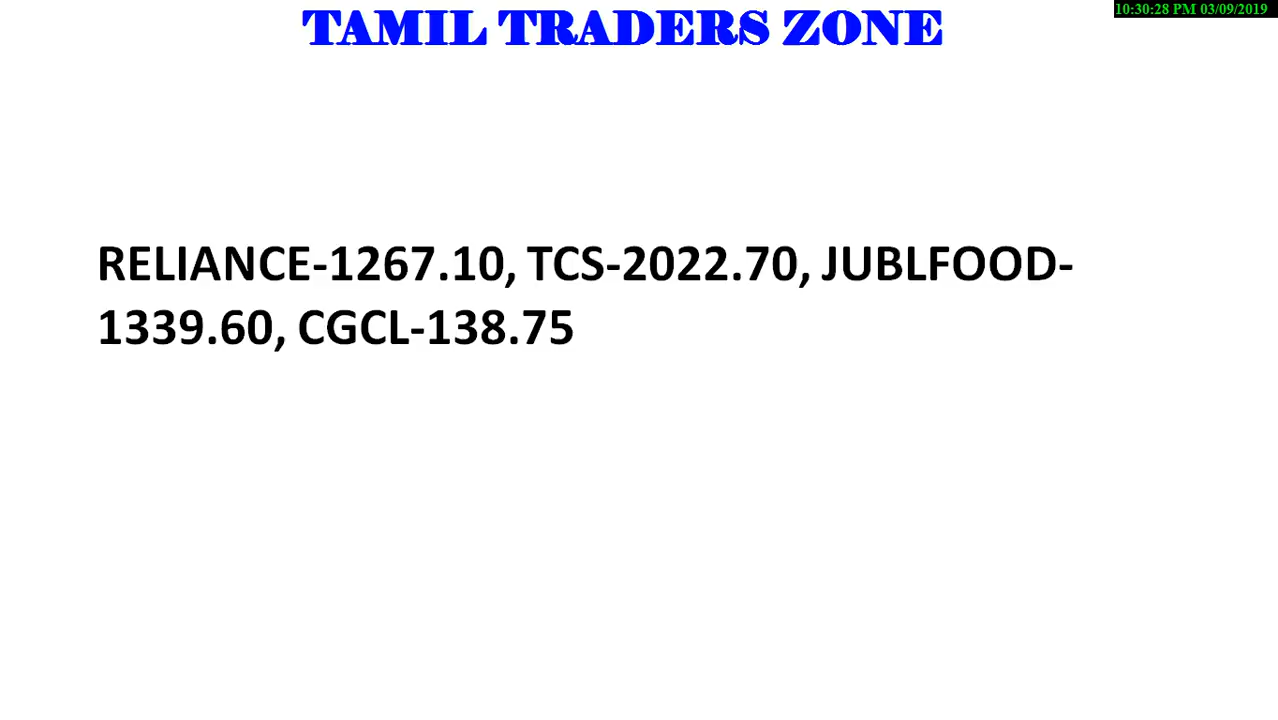 TAMIL TRADERS ZONE
10:30:28 PM 03/09/2019
RELIANCE-1267.10, TCS-2022.70, JUBLFOOD-
1339.60, CGCL-138.75